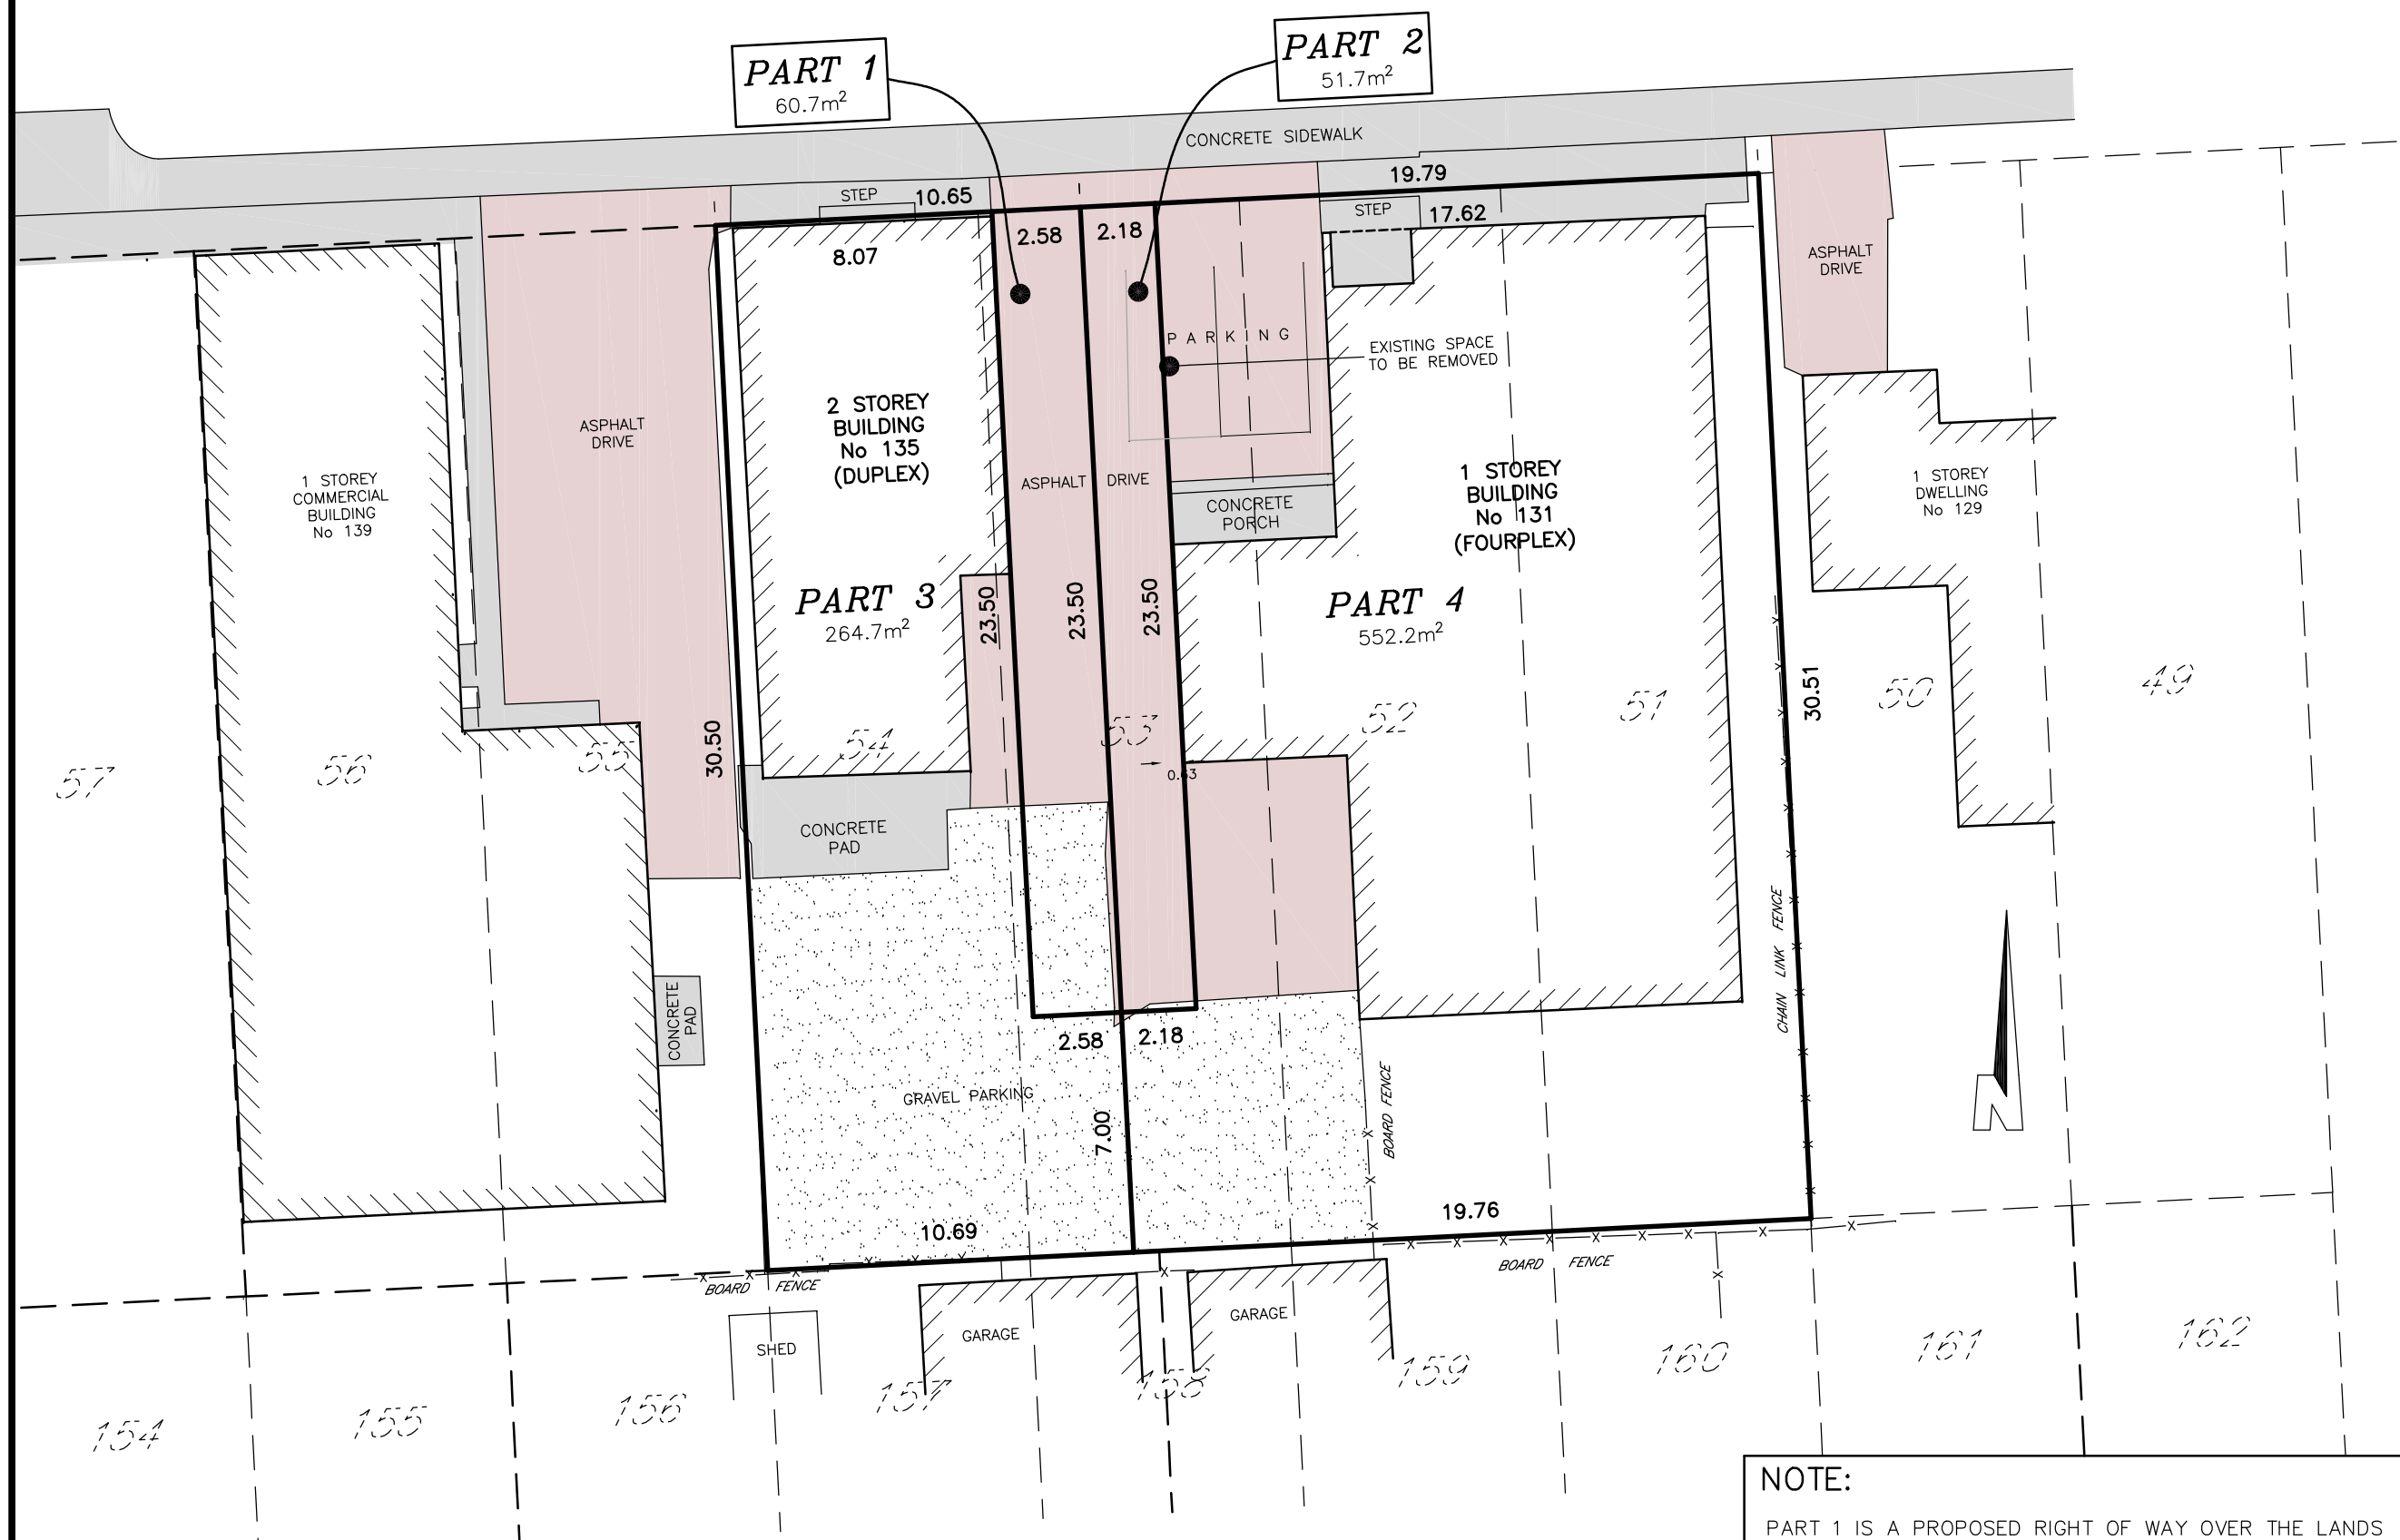 PART 1
60.7m²
PART 2
51.7m²
CONCRETE SIDEWALK
STEP
10.65
19.79
STEP
17.62
2.58
2.18
8.07
ASPHALT
DRIVE
PARKING
EXISTING SPACE
TO BE REMOVED
2 STOREY
BUILDING
No 135
(DUPLEX)
ASPHALT
DRIVE
1 STOREY
COMMERCIAL
BUILDING
No 139
ASPHALT DRIVE
CONCRETE
PORCH
1 STOREY
BUILDING
No 131
(FOURPLEX)
1 STOREY
DWELLING
No 129
PART 3
264.7m²
23.50
23.50
23.50
PART 4
552.2m²
30.50
30.51
57
56
55
54
53
52
51
50
49
0.63
CONCRETE
PAD
CHAIN LINK FENCE
CONCRETE
PAD
2.58
2.18
GRAVEL PARKING
7.00
BOARD FENCE
N
10.69
19.76
BOARD FENCE
BOARD FENCE
SHED
GARAGE
GARAGE
154
155
156
157
158
159
160
161
162
NOTE:
PART 1 IS A PROPOSED RIGHT OF WAY OVER THE LANDS